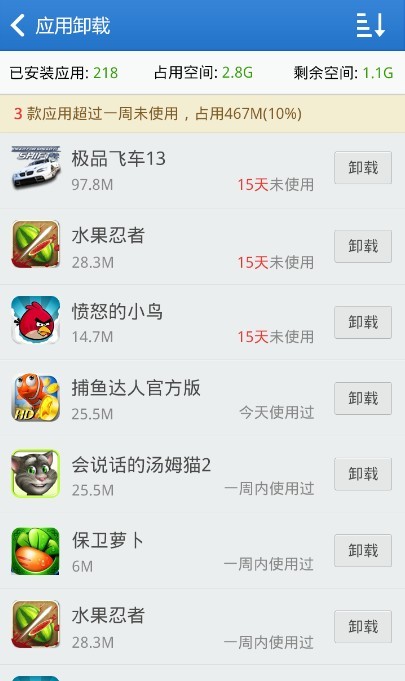 应用卸载
已安装应用: 218 占用空间: 2.8G 剩余空间: 1.1G
3 款应用超过一周未使用，占用467M(10%)
SHIFT
极品飞车13
97.8M 15天未使用 卸载
水果忍者
28.3M 15天未使用 卸载
愤怒的小鸟
14.7M 15天未使用 卸载
HD
捕鱼达人官方版
25.5M 今天使用过 卸载
会说话的汤姆猫2
25.5M 一周内使用过 卸载
保卫萝卜
6M 一周内使用过 卸载
水果忍者
28.3M 一周内使用过 卸载